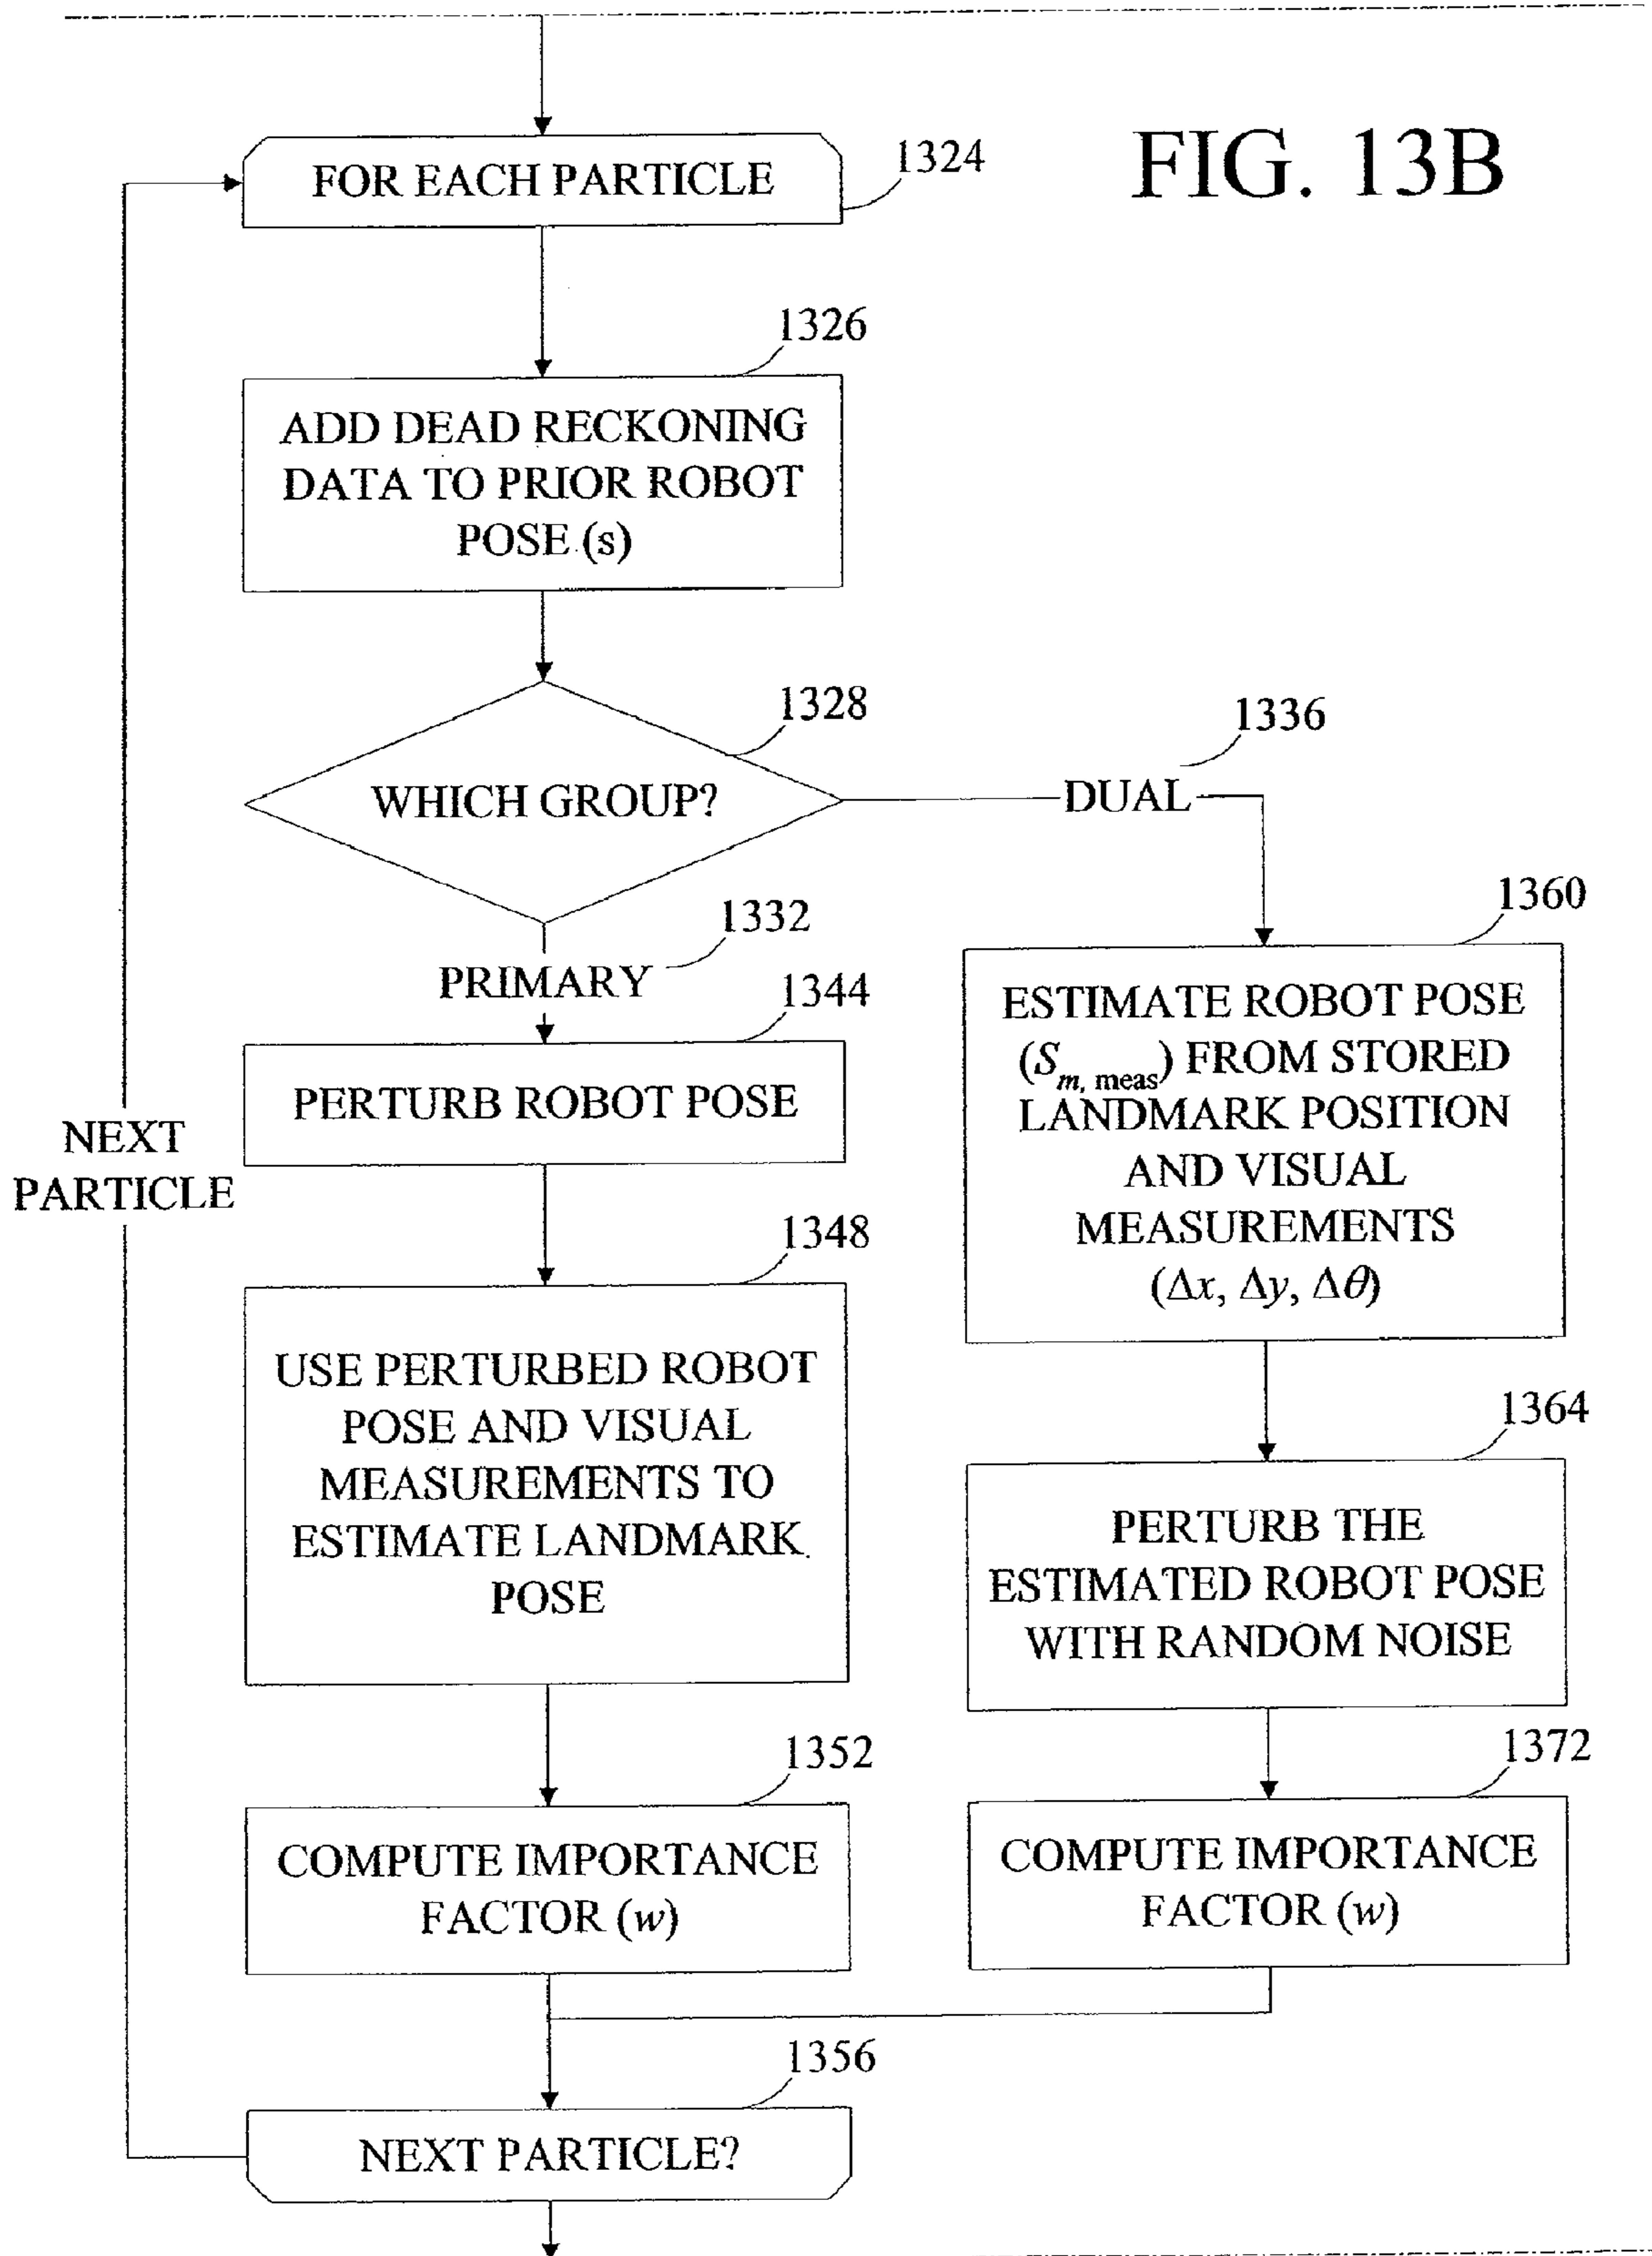 FIG. 13B
FOR EACH PARTICLE
1324
1326
ADD DEAD RECKONING
DATA TO PRIOR ROBOT
POSE (s)
1328
WHICH GROUP?
1336
DUAL
1332
PRIMARY
1344
PERTURB ROBOT POSE
NEXT
PARTICLE
1348
USE PERTURBED ROBOT
POSE AND VISUAL
MEASUREMENTS TO
ESTIMATE LANDMARK
POSE
1352
COMPUTE IMPORTANCE
FACTOR (w)
1360
ESTIMATE ROBOT POSE
(Sm, meas) FROM STORED
LANDMARK POSITION
AND VISUAL
MEASUREMENTS
(Δx, Δy, Δθ)
1364
PERTURB THE
ESTIMATED ROBOT POSE
WITH RANDOM NOISE
1372
COMPUTE IMPORTANCE
FACTOR (w)
1356
NEXT PARTICLE?